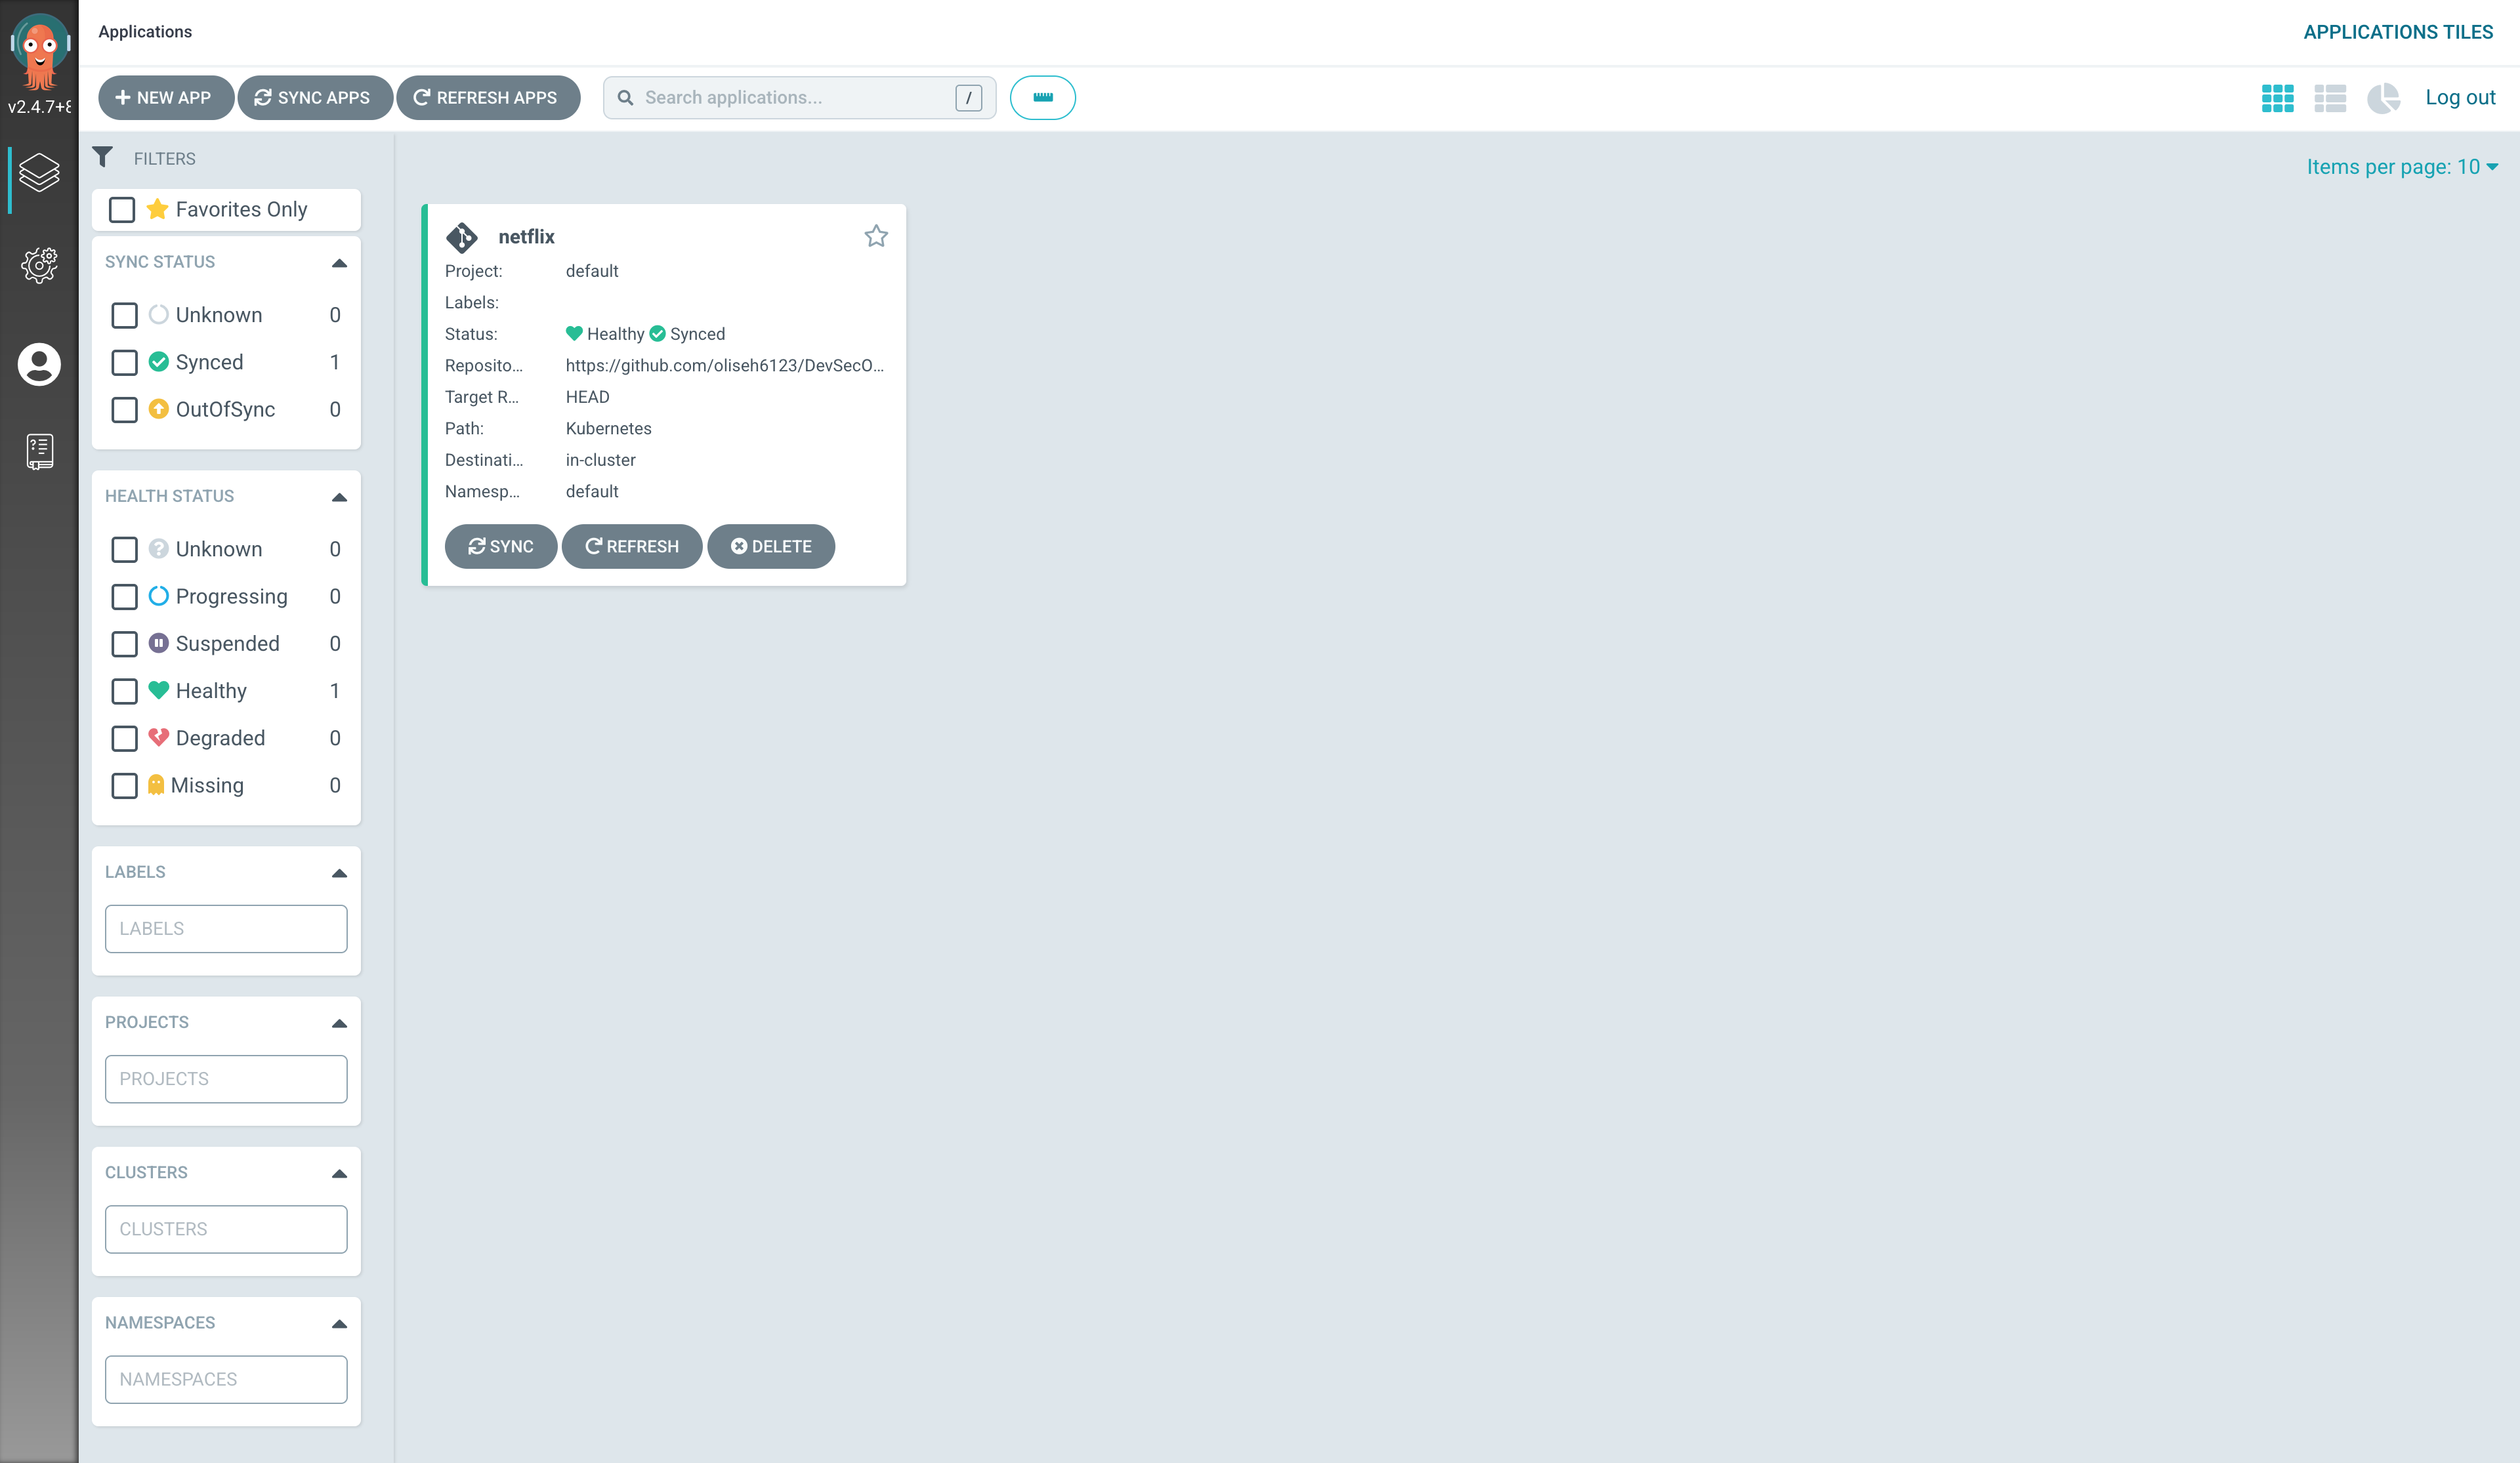 Applications
APPLICATIONS TILES
v2.4.7+8
NEW APP
SYNC APPS
REFRESH APPS
Search applications...
/
Log out
FILTERS
Items per page: 10
Favorites Only
SYNC STATUS
Unknown 0
Synced 1
OutOfSync 0
HEALTH STATUS
Unknown 0
Progressing 0
Suspended 0
Healthy 1
Degraded 0
Missing 0
LABELS
LABELS
PROJECTS
PROJECTS
CLUSTERS
CLUSTERS
NAMESPACES
NAMESPACES
netflix
Project: default
Labels:
Status: Healthy Synced
Reposito... https://github.com/oliseh6123/DevSecO...
Target R... HEAD
Path: Kubernetes
Destinati... in-cluster
Namesp... default
SYNC
REFRESH
DELETE